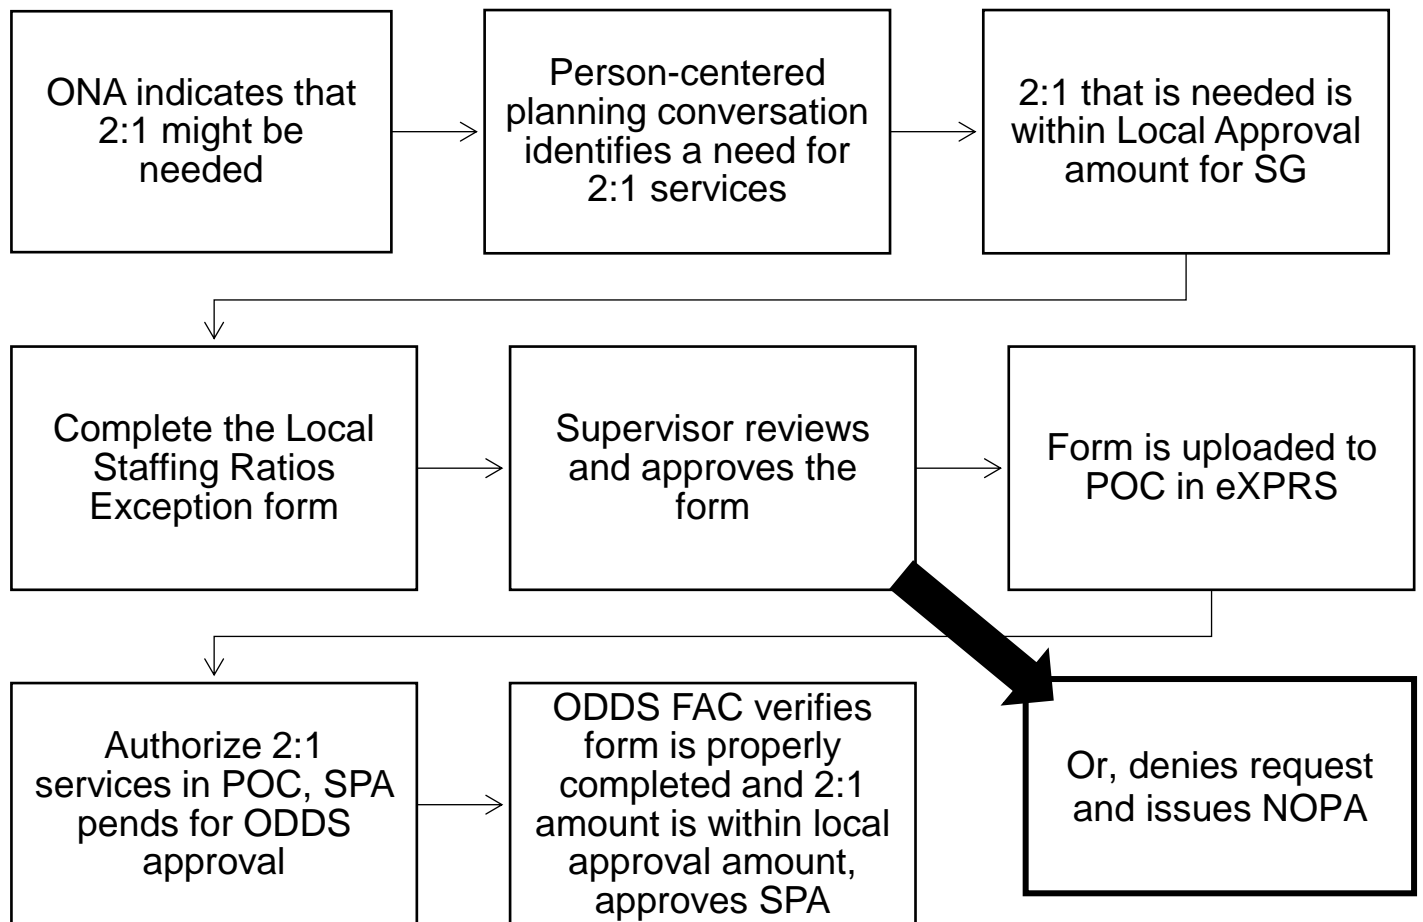 ONA indicates that
2:1 might be
needed
Person-centered
planning conversation
identifies a need for
2:1 services
2:1 that is needed is
within Local Approval
amount for SG
Complete the Local
Staffing Ratios
Exception form
Supervisor reviews
and approves the
form
Form is uploaded to
POC in eXPRS
Authorize 2:1
services in POC, SPA
pends for ODDS
approval
ODDS FAC verifies
form is properly
completed and 2:1
amount is within local
approval amount,
approves SPA
Or, denies request
and issues NOPA